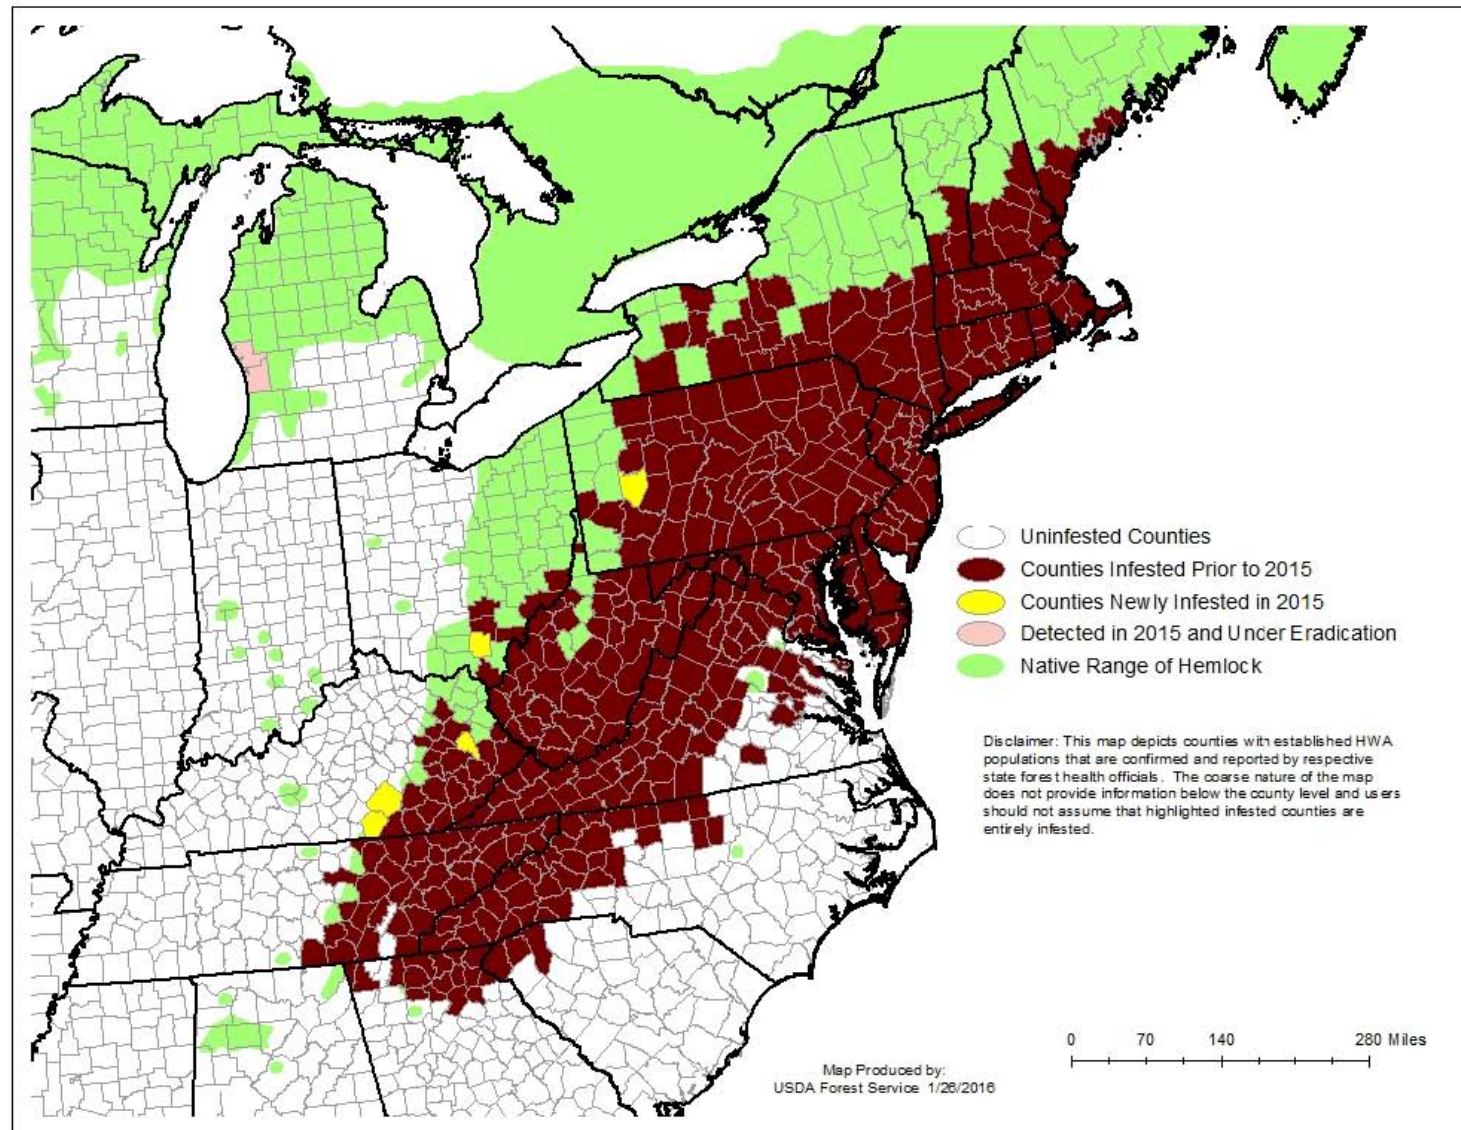 Uninfested Counties
Counties Infested Prior to 2015
Counties Newly Infested in 2015
Detected in 2015 and Under Eradication
Native Range of Hemlock
Disclaimer: This map depicts counties with established HWA
populations that are confirmed and reported by respective
state forest health officials. The coarse nature of the map
does not provide information below the county level and users
should not assume that highlighted infested counties are
entirely infested.
0 70 140 280 Miles
Map Produced by:
USDA Forest Service 1/26/2016